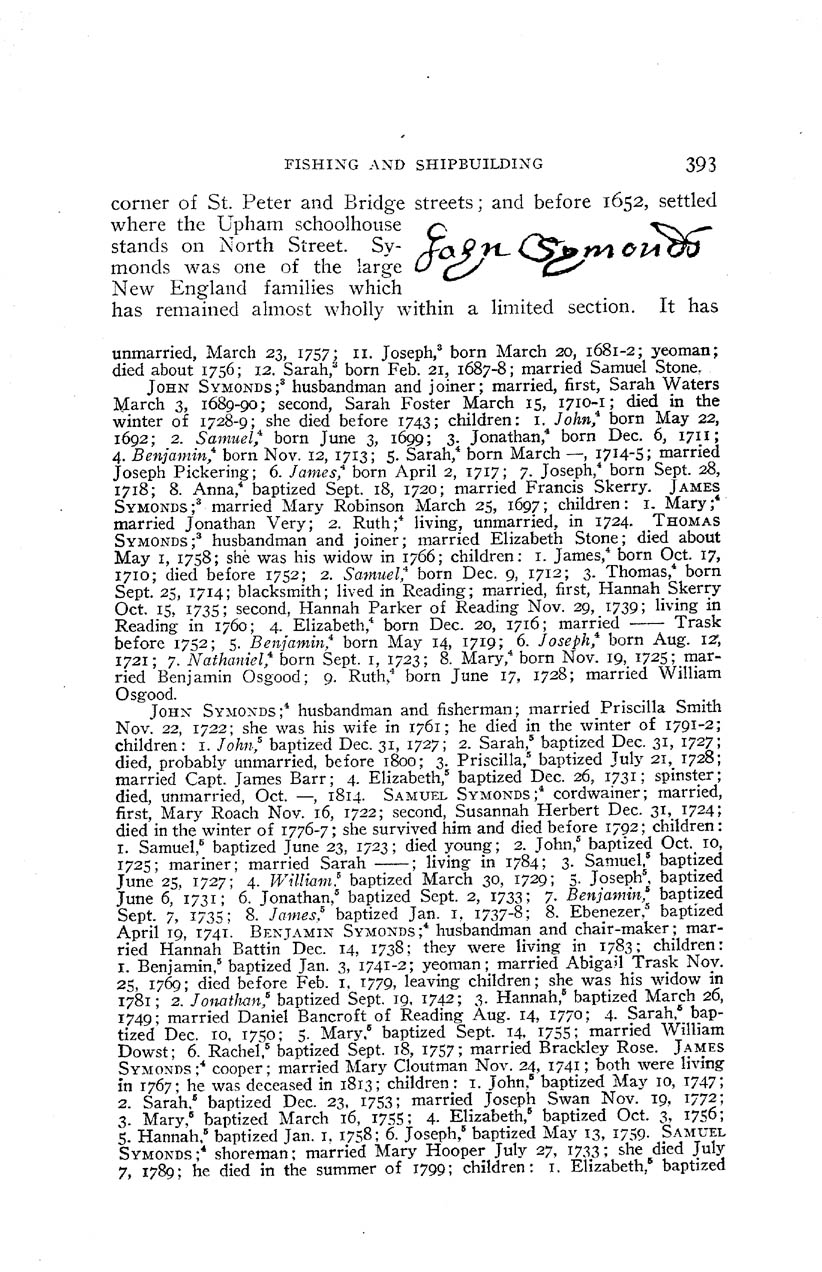 FISHING AND SHIPBUILDING 393
corner of St. Peter and Bridge streets; and before 1652, settled
where the Upham schoolhouse
stands on North Street. Sy-
monds was one of the large
New England families which
John Symonds
has remained almost wholly within a limited section. It has
unmarried, March 23, 1757; 11. Joseph,³ born March 20, 1681-2; yeoman;
died about 1756; 12. Sarah,³ born Feb. 21, 1687-8; married Samuel Stone.
JOHN SYMONDS;³ husbandman and joiner; married, first, Sarah Waters
March 3, 1689-90; second, Sarah Foster March 15, 1710-1; died in the
winter of 1728-9; she died before 1743; children: 1. John,⁴ born May 22,
1692; 2. Samuel,⁴ born June 3, 1699; 3. Jonathan,⁴ born Dec. 6, 1711;
4. Benjamin,⁴ born Nov. 12, 1713; 5. Sarah,⁴ born March —, 1714-5; married
Joseph Pickering; 6. James,⁴ born April 2, 1717; 7. Joseph,⁴ born Sept. 28,
1718; 8. Anna,⁴ baptized Sept. 18, 1720; married Francis Skerry. JAMES
SYMONDS;³ married Mary Robinson March 25, 1697; children: 1. Mary;⁴
married Jonathan Very; 2. Ruth;⁴ living, unmarried, in 1724. THOMAS
SYMONDS;³ husbandman and joiner; married Elizabeth Stone; died about
May 1, 1758; she was his widow in 1766; children: 1. James,⁴ born Oct. 17,
1710; died before 1752; 2. Samuel,⁴ born Dec. 9, 1712; 3. Thomas,⁴ born
Sept. 25, 1714; blacksmith; lived in Reading; married, first, Hannah Skerry
Oct. 15, 1735; second, Hannah Parker of Reading Nov. 29, 1739; living in
Reading in 1760; 4. Elizabeth,⁴ born Dec. 20, 1716; married —— Trask
before 1752; 5. Benjamin,⁴ born May 14, 1719; 6. Joseph,⁴ born Aug. 12,
1721; 7. Nathaniel,⁴ born Sept. 1, 1723; 8. Mary,⁴ born Nov. 19, 1725; mar-
ried Benjamin Osgood; 9. Ruth,⁴ born June 17, 1728; married William
Osgood.
JOHN SYMONDS;⁴ husbandman and fisherman; married Priscilla Smith
Nov. 22, 1722; she was his wife in 1761; he died in the winter of 1791-2;
children: 1. John,⁵ baptized Dec. 31, 1727; 2. Sarah,⁵ baptized Dec. 31, 1727;
died, probably unmarried, before 1800; 3. Priscilla,⁵ baptized July 21, 1728;
married Capt. James Barr; 4. Elizabeth,⁵ baptized Dec. 26, 1731; spinster;
died, unmarried, Oct. —, 1814. SAMUEL SYMONDS;⁴ cordwainer; married,
first, Mary Roach Nov. 16, 1722; second, Susannah Herbert Dec. 31, 1724;
died in the winter of 1776-7; she survived him and died before 1792; children:
1. Samuel,⁵ baptized June 23, 1723; died young; 2. John,⁵ baptized Oct. 10,
1725; mariner; married Sarah ——; living in 1784; 3. Samuel,⁵ baptized
June 25, 1727; 4. William,⁵ baptized March 30, 1729; 5. Joseph⁵, baptized
June 6, 1731; 6. Jonathan,⁵ baptized Sept. 2, 1733; 7. Benjamin,⁵ baptized
Sept. 7, 1735; 8. James,⁵ baptized Jan. 1, 1737-8; 8. Ebenezer,⁵ baptized
April 19, 1741. BENJAMIN SYMONDS;⁴ husbandman and chair-maker; mar-
ried Hannah Battin Dec. 14, 1738; they were living in 1783; children:
1. Benjamin,⁵ baptized Jan. 3, 1741-2; yeoman; married Abigail Trask Nov.
25, 1769; died before Feb. 1, 1779, leaving children; she was his widow in
1781; 2. Jonathan,⁵ baptized Sept. 19, 1742; 3. Hannah,⁵ baptized March 26,
1749; married Daniel Bancroft of Reading Aug. 14, 1770; 4. Sarah,⁵ bap-
tized Dec. 10, 1750; 5. Mary,⁵ baptized Sept. 14, 1755; married William
Dowst; 6. Rachel,⁵ baptized Sept. 18, 1757; married Brackley Rose. JAMES
SYMONDS;⁴ cooper; married Mary Cloutman Nov. 24, 1741; both were living
in 1767; he was deceased in 1813; children: 1. John,⁵ baptized May 10, 1747;
2. Sarah,⁵ baptized Dec. 23, 1753; married Joseph Swan Nov. 19, 1772;
3. Mary,⁵ baptized March 16, 1755; 4. Elizabeth,⁵ baptized Oct. 3, 1756;
5. Hannah,⁵ baptized Jan. 1, 1758; 6. Joseph,⁵ baptized May 13, 1759. SAMUEL
SYMONDS;⁴ shoreman; married Mary Hooper July 27, 1733; she died July
7, 1789; he died in the summer of 1799; children: 1. Elizabeth,⁵ baptized